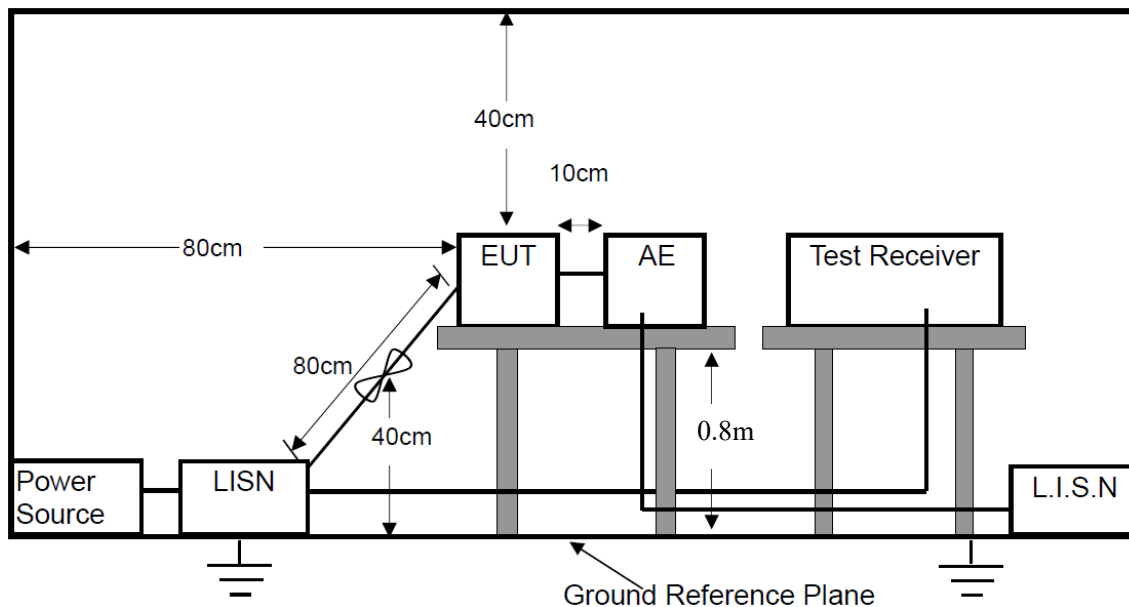 40cm
10cm
80cm
EUT
AE
Test Receiver
80cm
40cm
0.8m
Power
Source
LISN
L.I.S.N
Ground Reference Plane